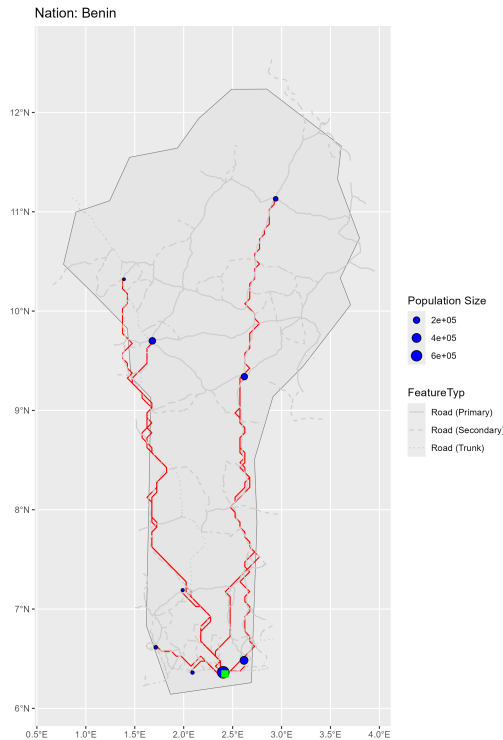 Nation: Benin
12°N
11°N
10°N
9°N
8°N
7°N
6°N
0.5°E
1.0°E
1.5°E
2.0°E
2.5°E
3.0°E
3.5°E
4.0°E
Population Size
2e+05
4e+05
6e+05
FeatureTyp
Road (Primary)
Road (Secondary)
Road (Trunk)